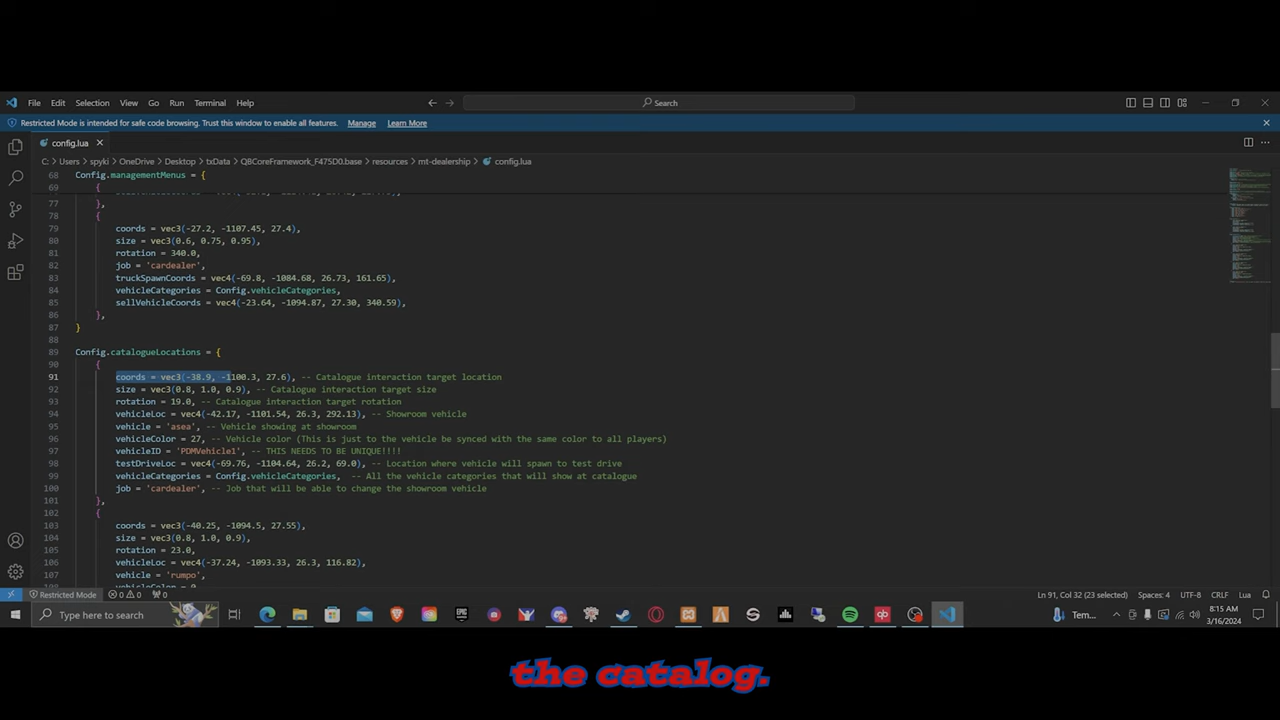 File Edit Selection View Go Run Terminal Help
Search
Restricted Mode is intended for safe code browsing. Trust this window to enable all features. Manage Learn More
config.lua
C: > Users > spyki > OneDrive > Desktop > txData > QBCoreFramework_F475D0.base > resources > mt-dealership > config.lua
68 Config.managementMenus = {
69 {
77 },
78 {
79 coords = vec3(-27.2, -1107.45, 27.4),
80 size = vec3(0.6, 0.75, 0.95),
81 rotation = 340.0,
82 job = 'cardealer',
83 truckSpawnCoords = vec4(-69.8, -1084.68, 26.73, 161.65),
84 vehicleCategories = Config.vehicleCategories,
85 sellVehicleCoords = vec4(-23.64, -1094.87, 27.30, 340.59),
86 },
87 }
88
89 Config.catalogueLocations = {
90 {
91 coords = vec3(-38.9, -1100.3, 27.6), -- Catalogue interaction target location
92 size = vec3(0.8, 1.0, 0.9), -- Catalogue interaction target size
93 rotation = 19.0, -- Catalogue interaction target rotation
94 vehicleLoc = vec4(-42.17, -1101.54, 26.3, 292.13), -- Showroom vehicle
95 vehicle = 'asea', -- Vehicle showing at showroom
96 vehicleColor = 27, -- Vehicle color (This is just to the vehicle be synced with the same color to all players)
97 vehicleID = 'PDMVehicle1', -- THIS NEEDS TO BE UNIQUE!!!!
98 testDriveLoc = vec4(-69.76, -1104.64, 26.2, 69.0), -- Location where vehicle will spawn to test drive
99 vehicleCategories = Config.vehicleCategories, -- All the vehicle categories that will show at catalogue
100 job = 'cardealer', -- Job that will be able to change the showroom vehicle
101 },
102 {
103 coords = vec3(-40.25, -1094.5, 27.55),
104 size = vec3(0.8, 1.0, 0.9),
105 rotation = 23.0,
106 vehicleLoc = vec4(-37.24, -1093.33, 26.3, 116.82),
107 vehicle = 'rumpo',
Restricted Mode 0 0 0 Ln 91, Col 32 (23 selected) Spaces: 4 UTF-8 CRLF Lua
Type here to search
Tem...
8:15 AM
3/16/2024
the catalog.